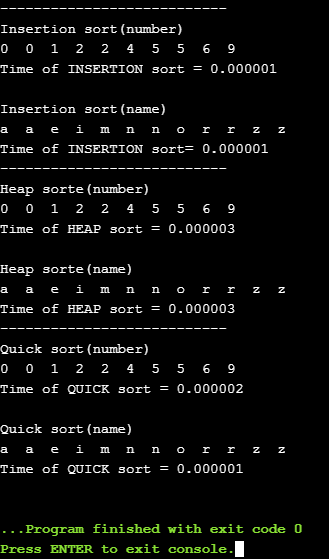 ---------------------------
Insertion sort(number)
0  0  1  2  2  4  5  5  6  9
Time of INSERTION sort = 0.000001
Insertion sort(name)
a  a  e  i  m  n  n  o  r  r  z  z
Time of INSERTION sort= 0.000001
---------------------------
Heap sorte(number)
0  0  1  2  2  4  5  5  6  9
Time of HEAP sort = 0.000003
Heap sorte(name)
a  a  e  i  m  n  n  o  r  r  z  z
Time of HEAP sort = 0.000003
---------------------------
Quick sort(number)
0  0  1  2  2  4  5  5  6  9
Time of QUICK sort = 0.000002
Quick sort(name)
a  a  e  i  m  n  n  o  r  r  z  z
Time of QUICK sort = 0.000001
...Program finished with exit code 0
Press ENTER to exit console.